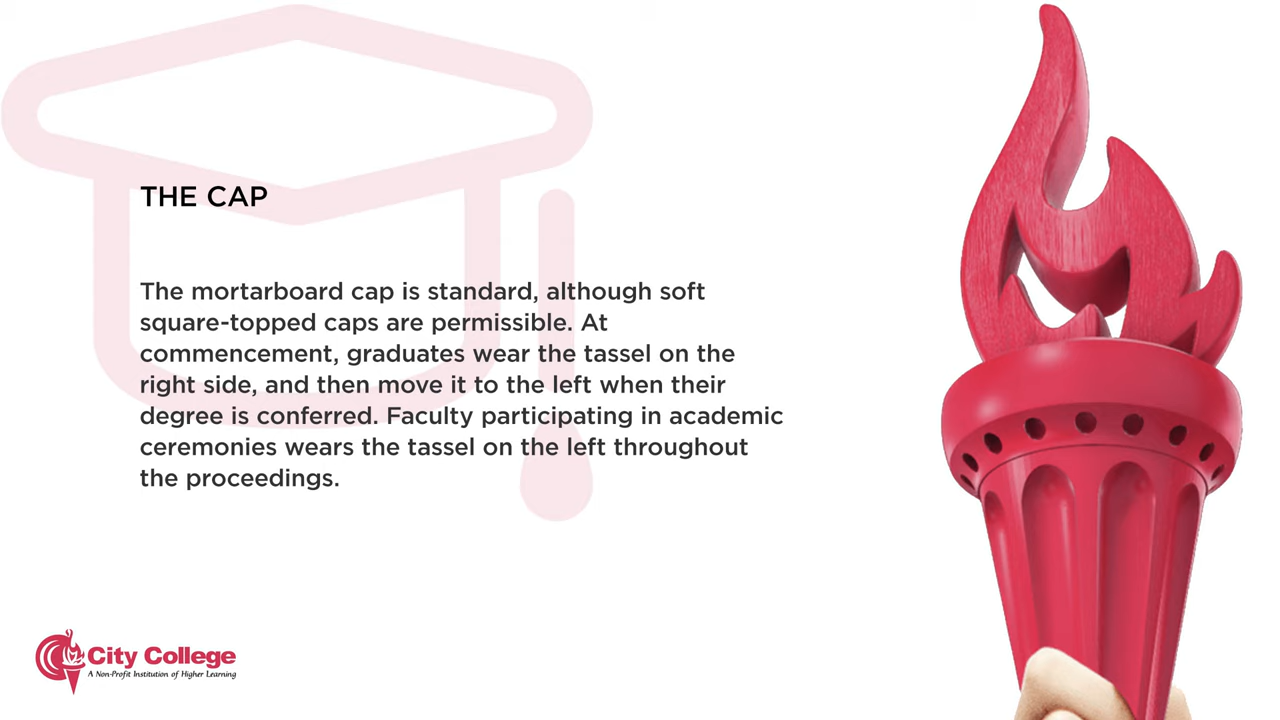 THE CAP
The mortarboard cap is standard, although soft
square-topped caps are permissible. At
commencement, graduates wear the tassel on the
right side, and then move it to the left when their
degree is conferred. Faculty participating in academic
ceremonies wears the tassel on the left throughout
the proceedings.
City College
A Non-Profit Institution of Higher Learning